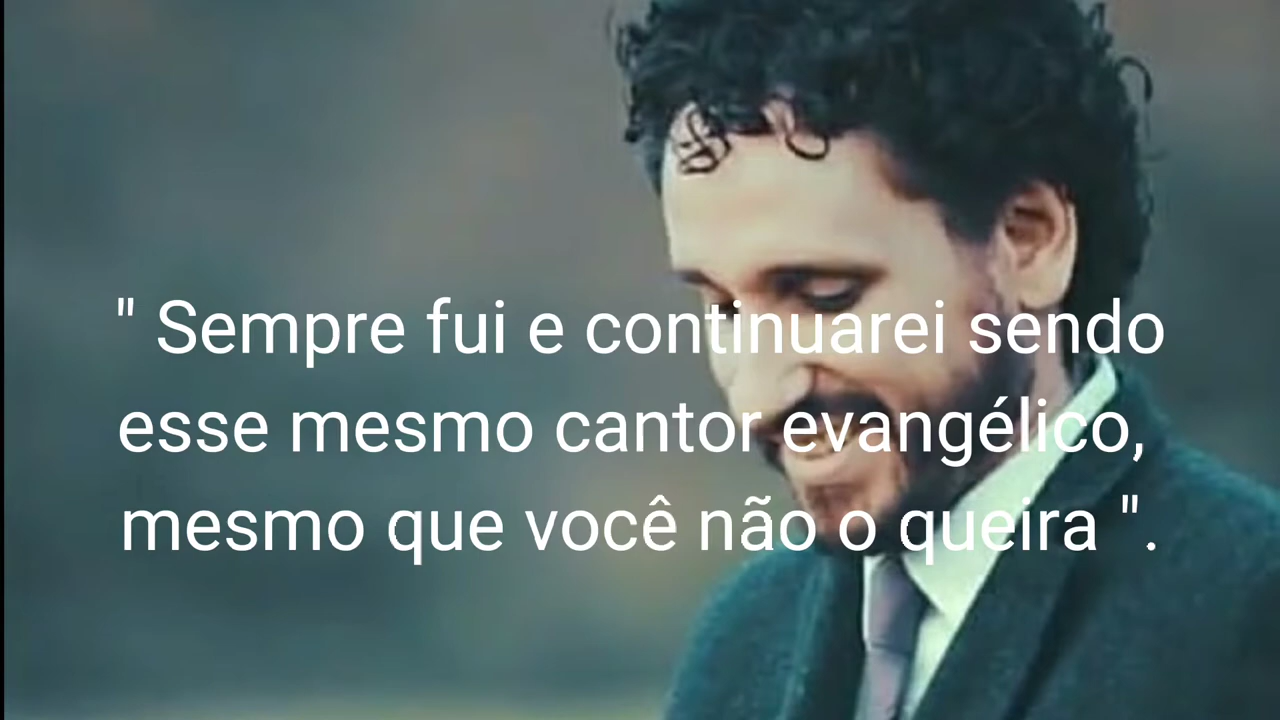 " Sempre fui e continuarei sendo
esse mesmo cantor evangélico,
mesmo que você não o queira ".